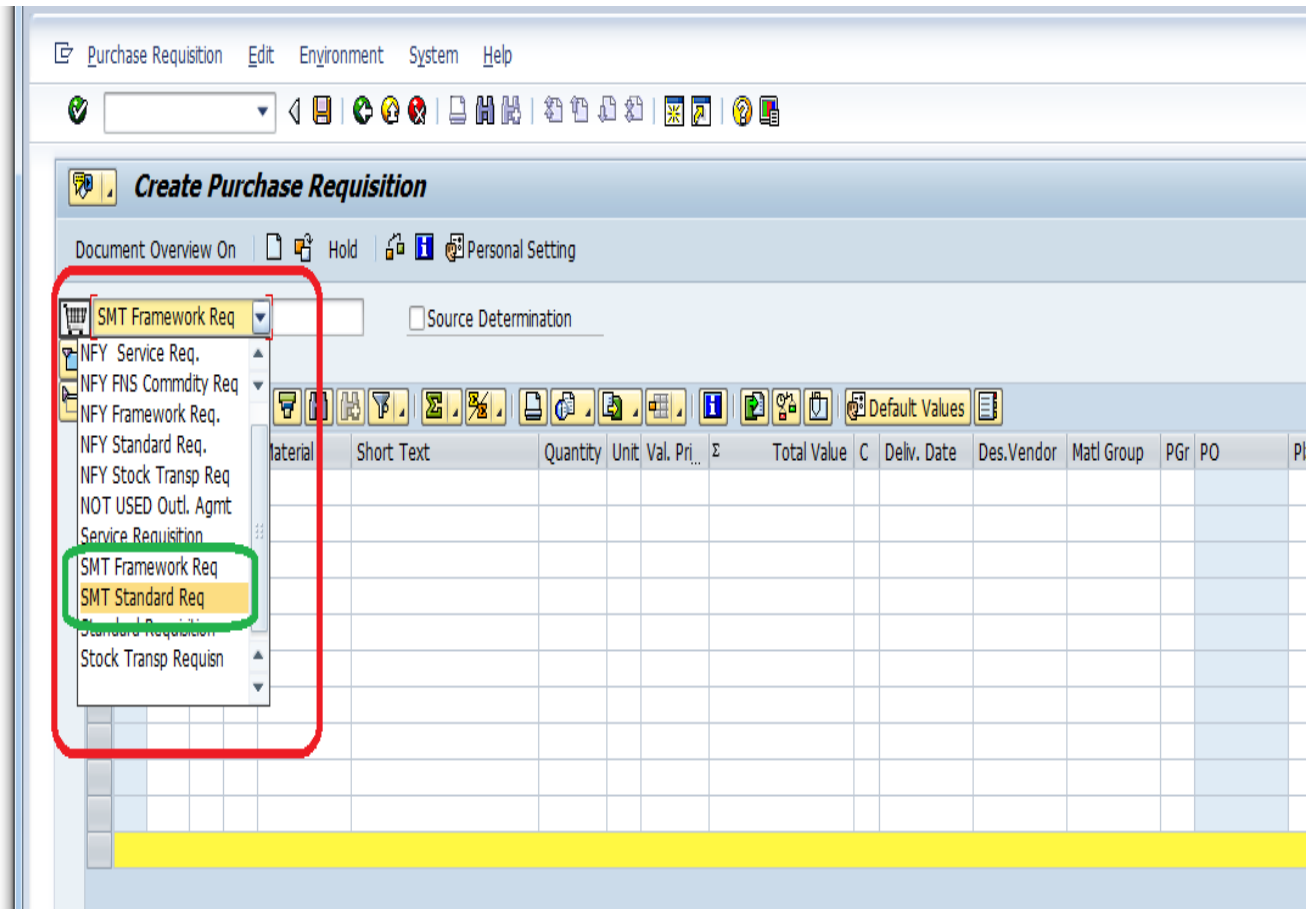 Purchase Requisition Edit Environment System Help
Create Purchase Requisition
Document Overview On Hold Personal Setting
SMT Framework Req Source Determination
NFY Service Req.
NFY FNS Commdity Req
NFY Framework Req.
Default Values
NFY Standard Req.
Material Short Text Quantity Unit Val. Pri... Σ Total Value C Deliv. Date Des.Vendor Matl Group PGr PO
NFY Stock Transp Req
NOT USED Outl. Agmt
Service Requisition
SMT Framework Req
SMT Standard Req
Standard Requisition
Stock Transp Requisn